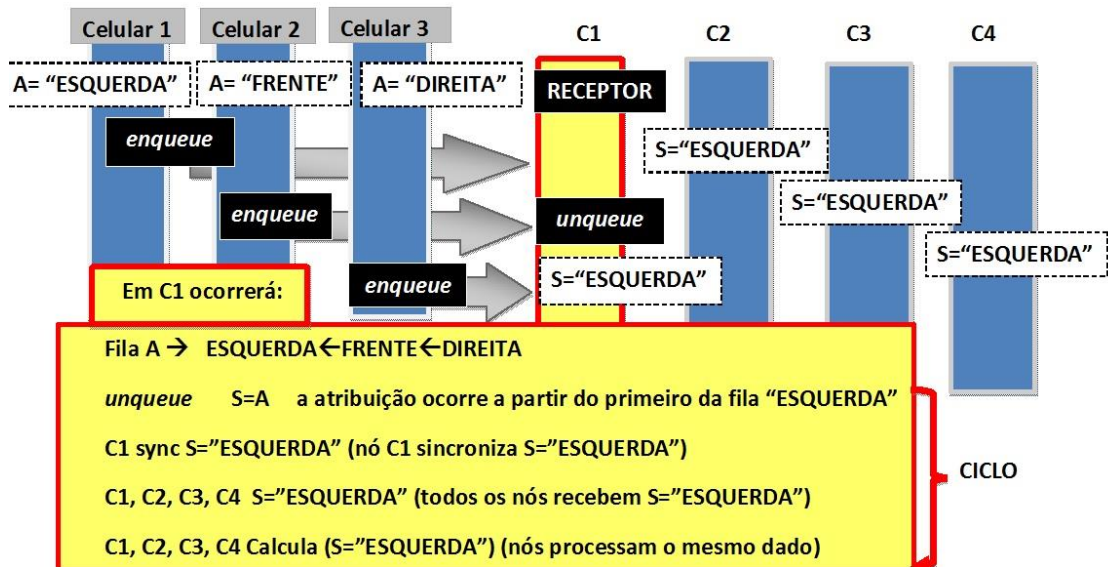 Celular 1
Celular 2
Celular 3
C1
C2
C3
C4
A= “ESQUERDA”
A= “FRENTE”
A= “DIREITA”
RECEPTOR
enqueue
S=“ESQUERDA”
S=“ESQUERDA”
enqueue
unqueue
S=“ESQUERDA”
enqueue
S=“ESQUERDA”
Em C1 ocorrerá:
Fila A → ESQUERDA←FRENTE←DIREITA
unqueue S=A a atribuição ocorre a partir do primeiro da fila “ESQUERDA”
C1 sync S=”ESQUERDA” (nó C1 sincroniza S=”ESQUERDA”)
C1, C2, C3, C4 S=”ESQUERDA” (todos os nós recebem S=”ESQUERDA”)
C1, C2, C3, C4 Calcula (S=”ESQUERDA”) (nós processam o mesmo dado)
CICLO